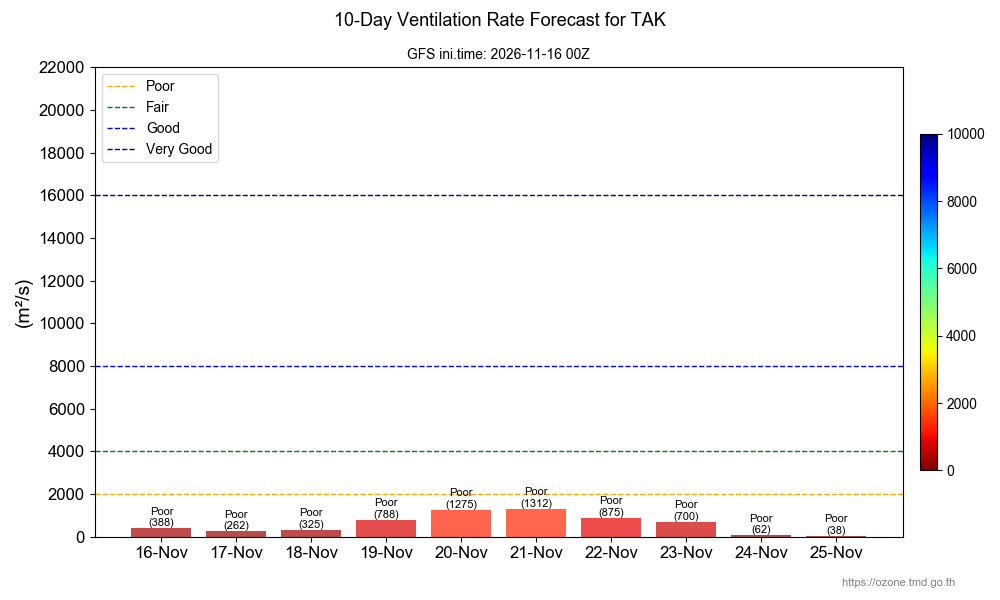 10-Day Ventilation Rate Forecast for TAK
GFS ini.time: 2026-11-16 00Z
22000
20000
18000
16000
14000
12000
10000
8000
6000
4000
2000
0
(m²/s)
Poor
Fair
Good
Very Good
Poor
(388)
Poor
(262)
Poor
(325)
Poor
(788)
Poor
(1275)
Poor
(1312)
Poor
(875)
Poor
(700)
Poor
(62)
Poor
(38)
16-Nov 17-Nov 18-Nov 19-Nov 20-Nov 21-Nov 22-Nov 23-Nov 24-Nov 25-Nov
10000
8000
6000
4000
2000
0
https://ozone.tmd.go.th